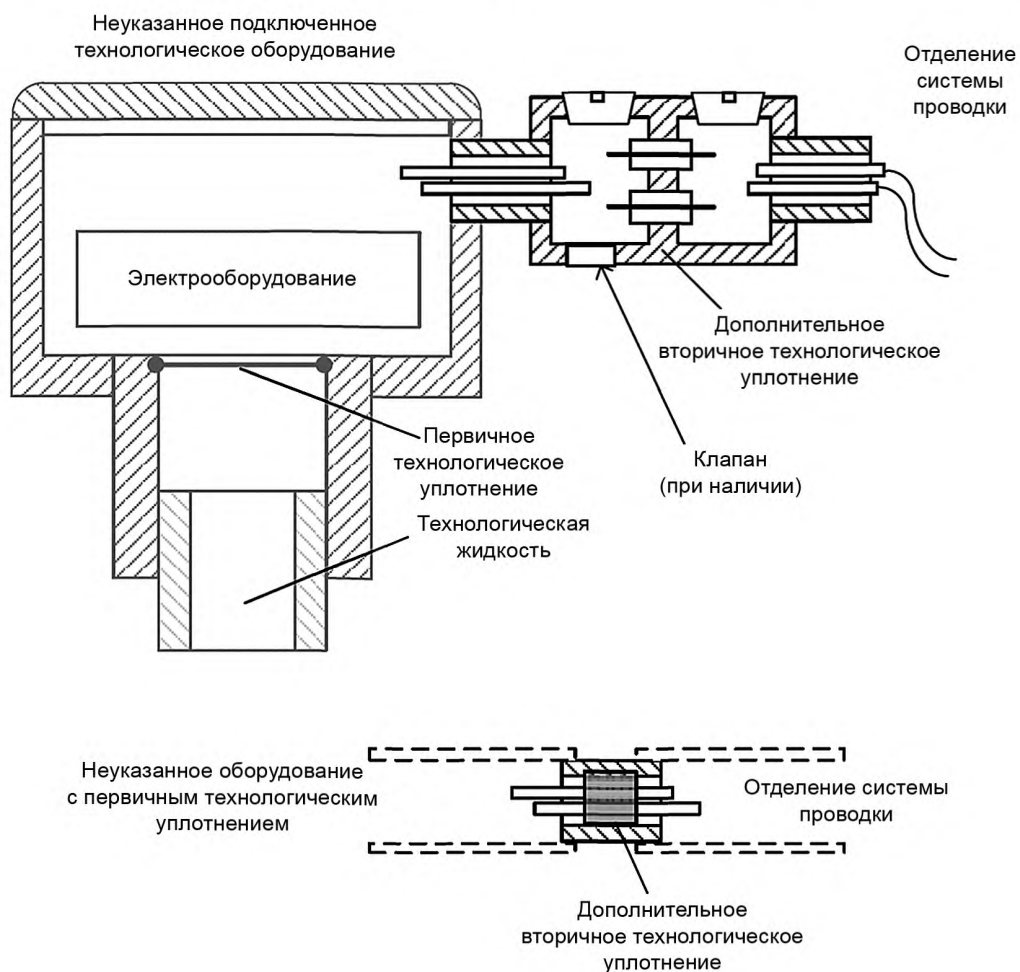 Неуказанное подключенное
технологическое оборудование
Отделение
системы
проводки
Электрооборудование
Дополнительное
вторичное технологическое
уплотнение
Первичное
технологическое
уплотнение
Клапан
(при наличии)
Технологическая
жидкость
Неуказанное оборудование
с первичным технологическим
уплотнением
Отделение системы
проводки
Дополнительное
вторичное технологическое
уплотнение